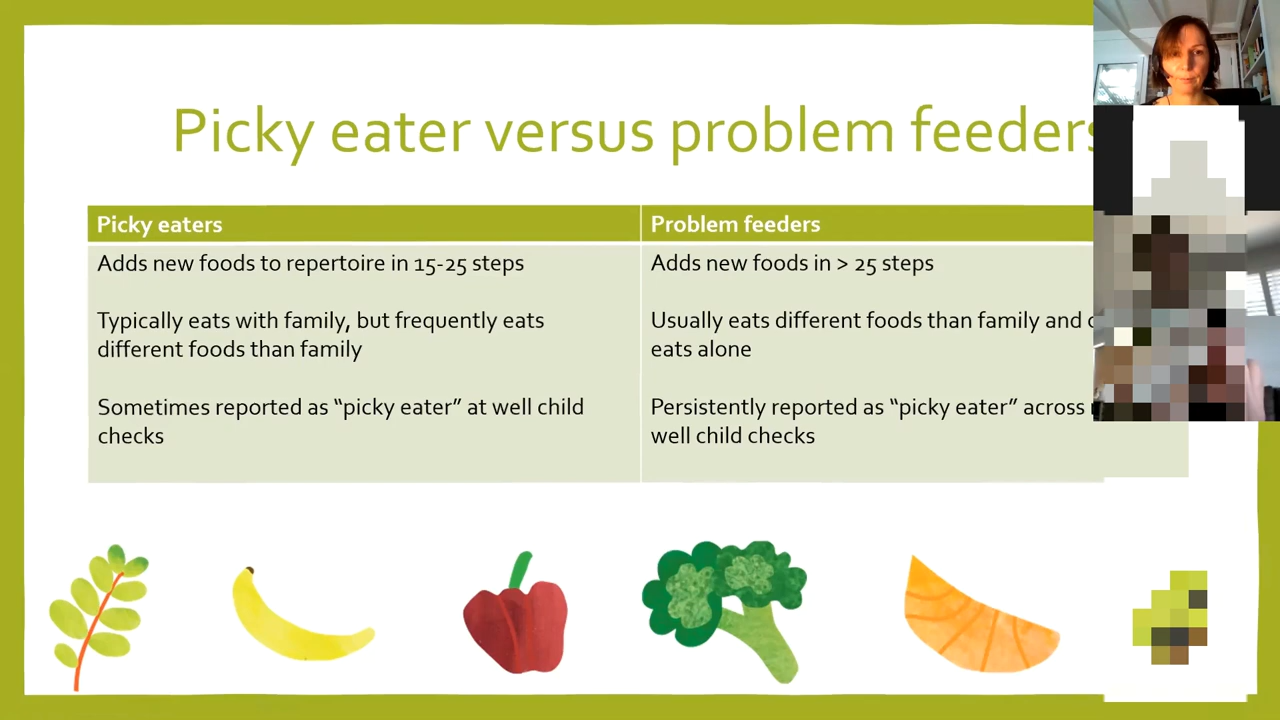 Picky eater versus problem feeders
Picky eaters
Problem feeders
Adds new foods to repertoire in 15-25 steps
Typically eats with family, but frequently eats
different foods than family
Sometimes reported as “picky eater” at well child
checks
Adds new foods in > 25 steps
Usually eats different foods than family and
eats alone
Persistently reported as “picky eater” across
well child checks